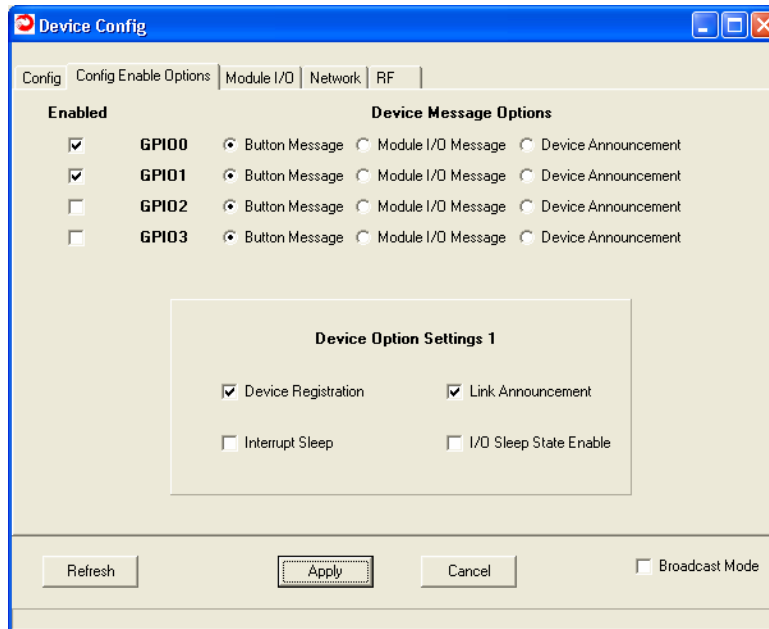 Device Config
Config Config Enable Options Module I/O Network RF
Enabled Device Message Options
GPIO0 Button Message Module I/O Message Device Announcement
GPIO1 Button Message Module I/O Message Device Announcement
GPIO2 Button Message Module I/O Message Device Announcement
GPIO3 Button Message Module I/O Message Device Announcement
Device Option Settings 1
Device Registration Link Announcement
Interrupt Sleep I/O Sleep State Enable
Refresh Apply Cancel Broadcast Mode